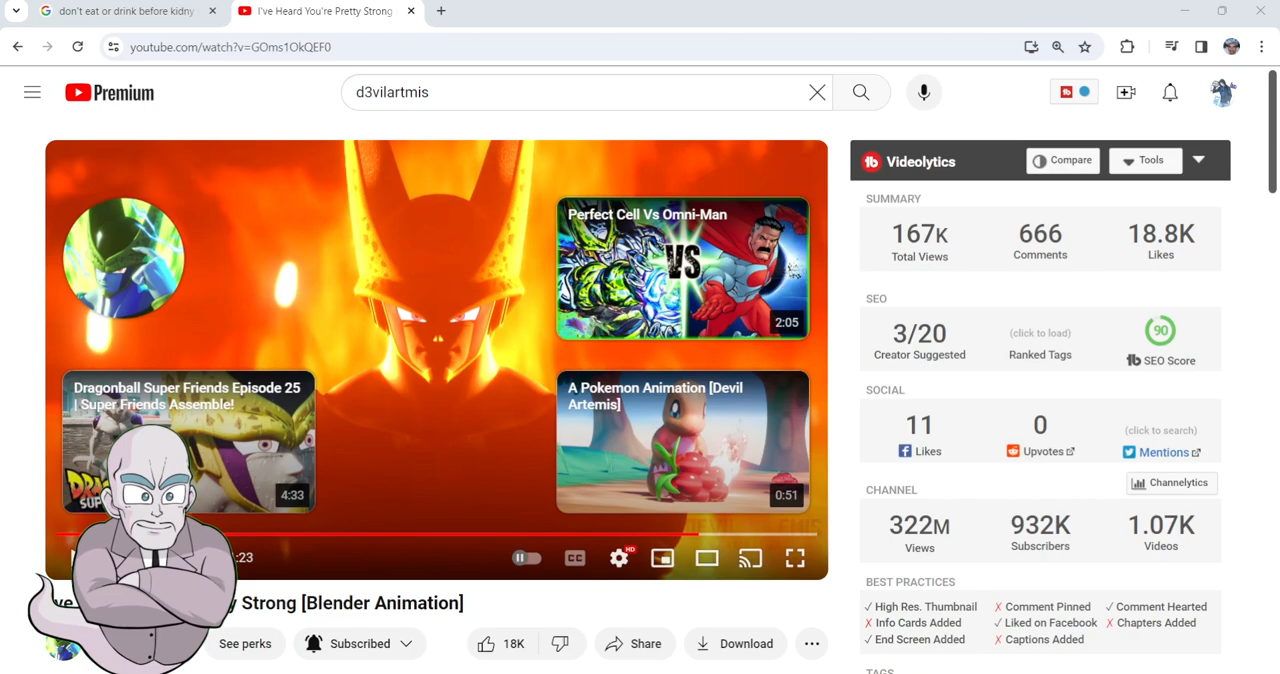 don't eat or drink before kidny
I've Heard You're Pretty Strong
youtube.com/watch?v=GOms1OkQEF0
Premium
d3vilartmis
Perfect Cell Vs Omni-Man
VS
2:05
Dragonball Super Friends Episode 25
| Super Friends Assemble!
4:33
A Pokemon Animation [Devil
Artemis]
0:51
:23
CC
HD
Strong [Blender Animation]
See perks
Subscribed
18K
Share
Download
tb
tb Videolytics
Compare
Tools
SUMMARY
167K
666
18.8K
Total Views
Comments
Likes
SEO
3/20
(click to load)
90
Creator Suggested
Ranked Tags
tb SEO Score
SOCIAL
11
0
(click to search)
Likes
Upvotes
Mentions
CHANNEL
Channelytics
322M
932K
1.07K
Views
Subscribers
Videos
BEST PRACTICES
✓ High Res. Thumbnail
✗ Comment Pinned
✓ Comment Hearted
✗ Info Cards Added
✓ Liked on Facebook
✗ Chapters Added
✓ End Screen Added
✗ Captions Added
TAGS